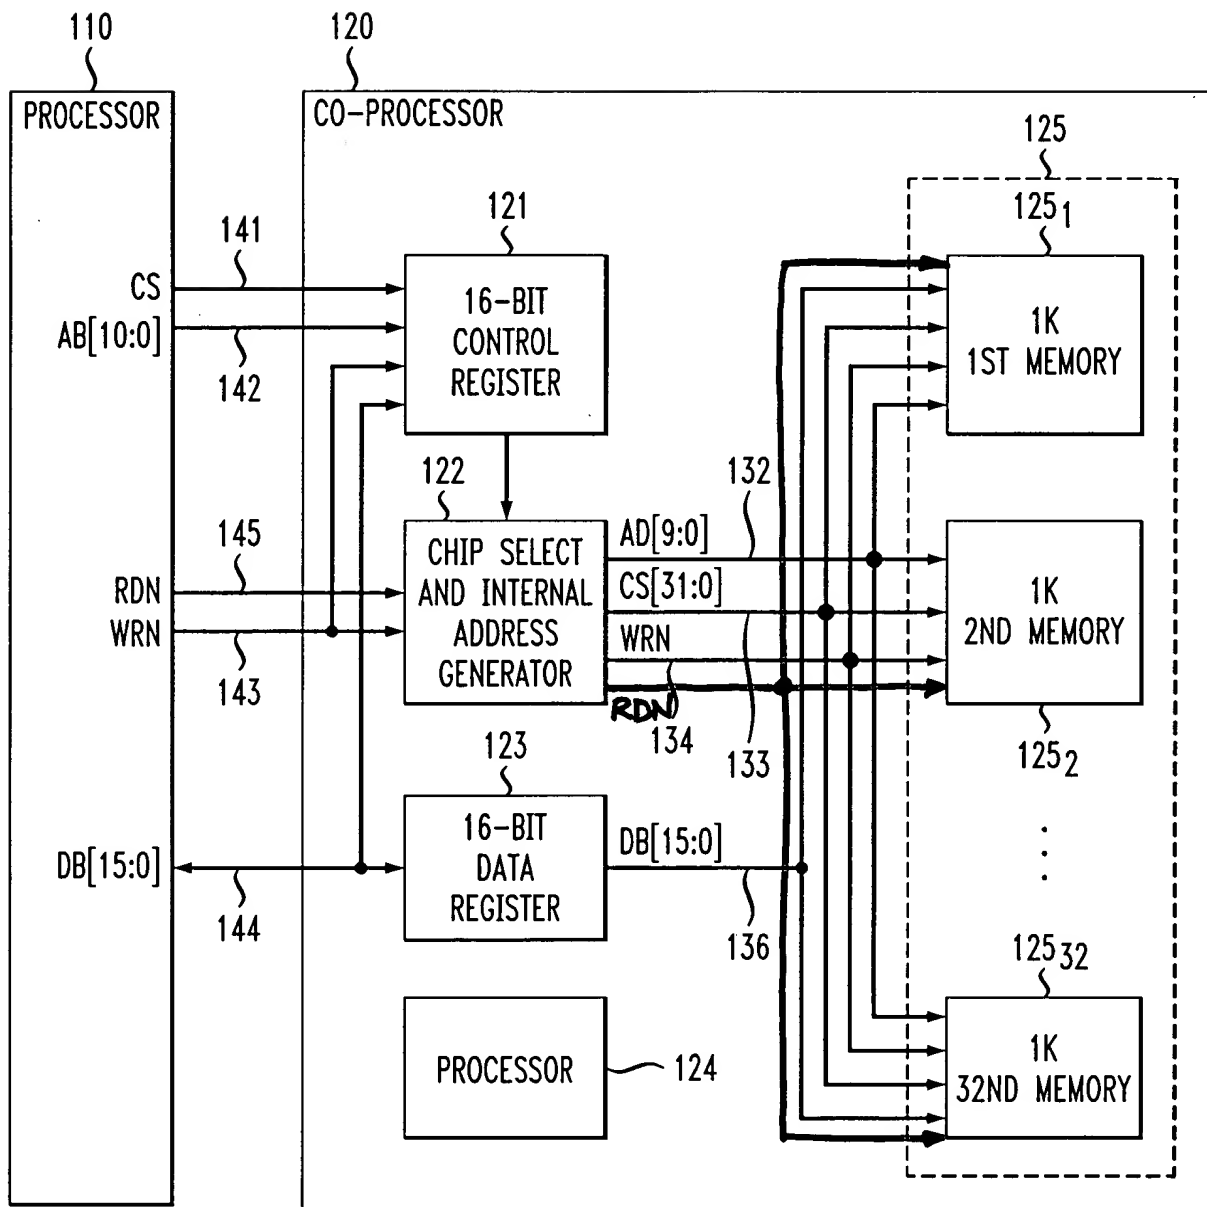 110
120
PROCESSOR
CO-PROCESSOR
125
121
125 1
141
CS
AB[10:0]
142
16-BIT
CONTROL
REGISTER
1K
1ST MEMORY
122
132
145
RDN
WRN
143
CHIP SELECT
AND INTERNAL
ADDRESS
GENERATOR
AD[9:0]
CS[31:0]
WRN
RDN
134
133
1K
2ND MEMORY
125 2
123
DB[15:0]
144
16-BIT
DATA
REGISTER
DB[15:0]
136
125 32
PROCESSOR
124
1K
32ND MEMORY